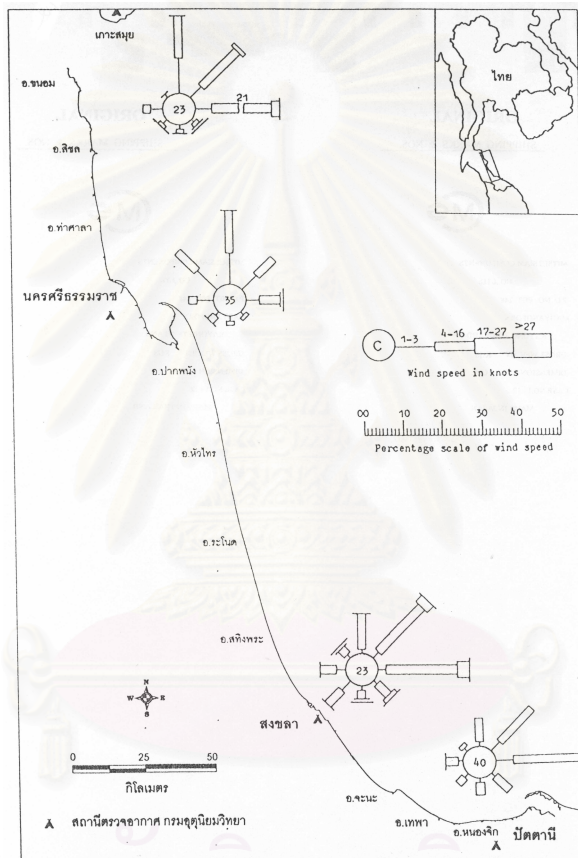 เกาะสมุย
อ.ขนอม
23
21
ไทย
อ.สิชล
อ.ท่าศาลา
นครศรีธรรมราช
35
อ.ปากพนัง
C 1-3 4-16 17-27 >27
Wind speed in knots
00 10 20 30 40 50
Percentage scale of wind speed
อ.หัวไทร
อ.ระโนด
อ.สทิงพระ
23
N
W E
S
สงขลา
40
0 25 50
กิโลเมตร
อ.จะนะ
อ.เทพา
อ.หนองจิก
ปัตตานี
สถานีตรวจอากาศ กรมอุตุนิยมวิทยา